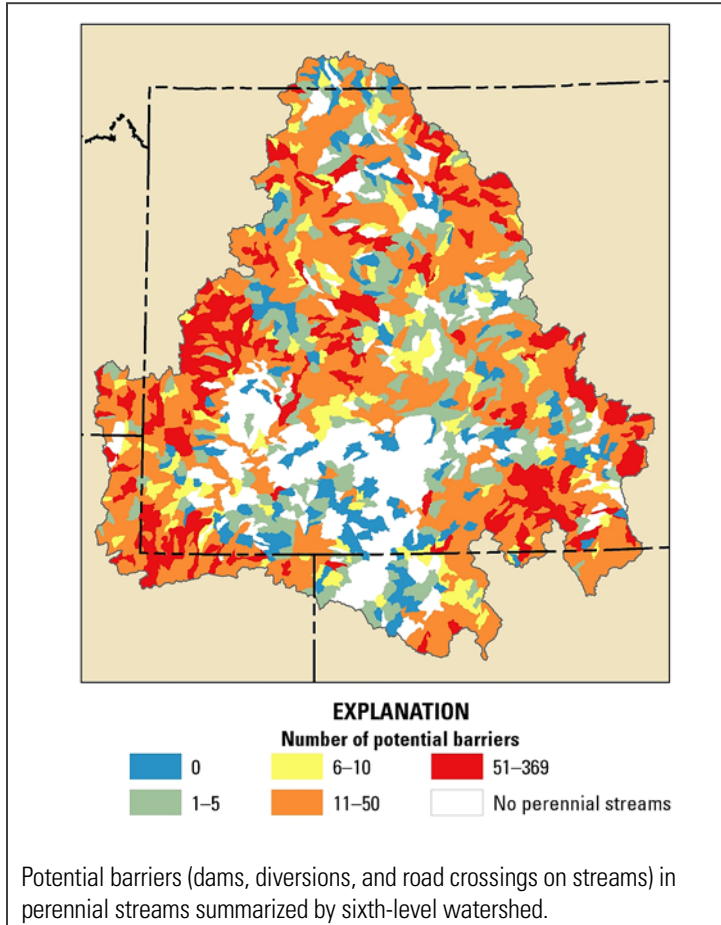 EXPLANATION
Number of potential barriers
0
6–10
51–369
1–5
11–50
No perennial streams
Potential barriers (dams, diversions, and road crossings on streams) in
perennial streams summarized by sixth-level watershed.